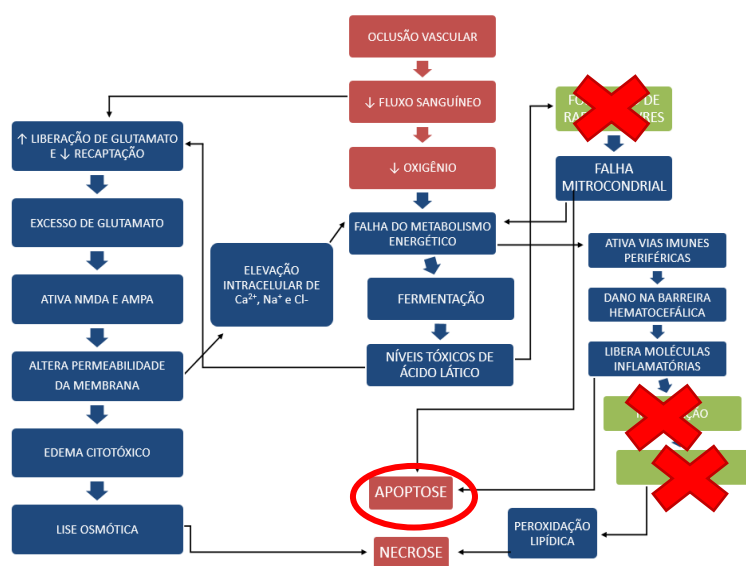 OCLUSÃO VASCULAR
↓ FLUXO SANGUÍNEO
↓ OXIGÊNIO
FALHA DO METABOLISMO
ENERGÉTICO
FERMENTAÇÃO
NÍVEIS TÓXICOS DE
ÁCIDO LÁTICO
↑ LIBERAÇÃO DE GLUTAMATO
E ↓ RECAPTAÇÃO
EXCESSO DE GLUTAMATO
ATIVA NMDA E AMPA
ALTERA PERMEABILIDADE
DA MEMBRANA
EDEMA CITOTÓXICO
LISE OSMÓTICA
ELEVAÇÃO
INTRACELULAR DE
Ca²⁺, Na⁺ e Cl-
DE
FALHA
MITOCONDRIAL
ATIVA VIAS IMUNES
PERIFÉRICAS
DANO NA BARREIRA
HEMATOCEFÁLICA
LIBERA MOLÉCULAS
INFLAMATÓRIAS
APOPTOSE
PEROXIDAÇÃO
LIPÍDICA
NECROSE